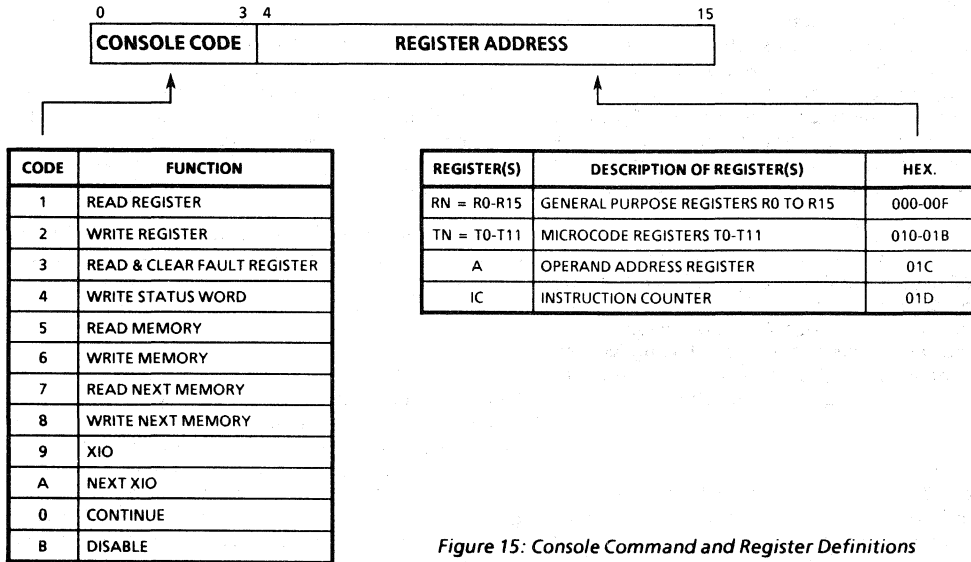 0 3 4 15
CONSOLE CODE REGISTER ADDRESS
CODE FUNCTION
1 READ REGISTER
2 WRITE REGISTER
3 READ & CLEAR FAULT REGISTER
4 WRITE STATUS WORD
5 READ MEMORY
6 WRITE MEMORY
7 READ NEXT MEMORY
8 WRITE NEXT MEMORY
9 XIO
A NEXT XIO
0 CONTINUE
B DISABLE
REGISTER(S) DESCRIPTION OF REGISTER(S) HEX.
RN = R0-R15 GENERAL PURPOSE REGISTERS R0 TO R15 000-00F
TN = T0-T11 MICROCODE REGISTERS T0-T11 010-01B
A OPERAND ADDRESS REGISTER 01C
IC INSTRUCTION COUNTER 01D
Figure 15: Console Command and Register Definitions